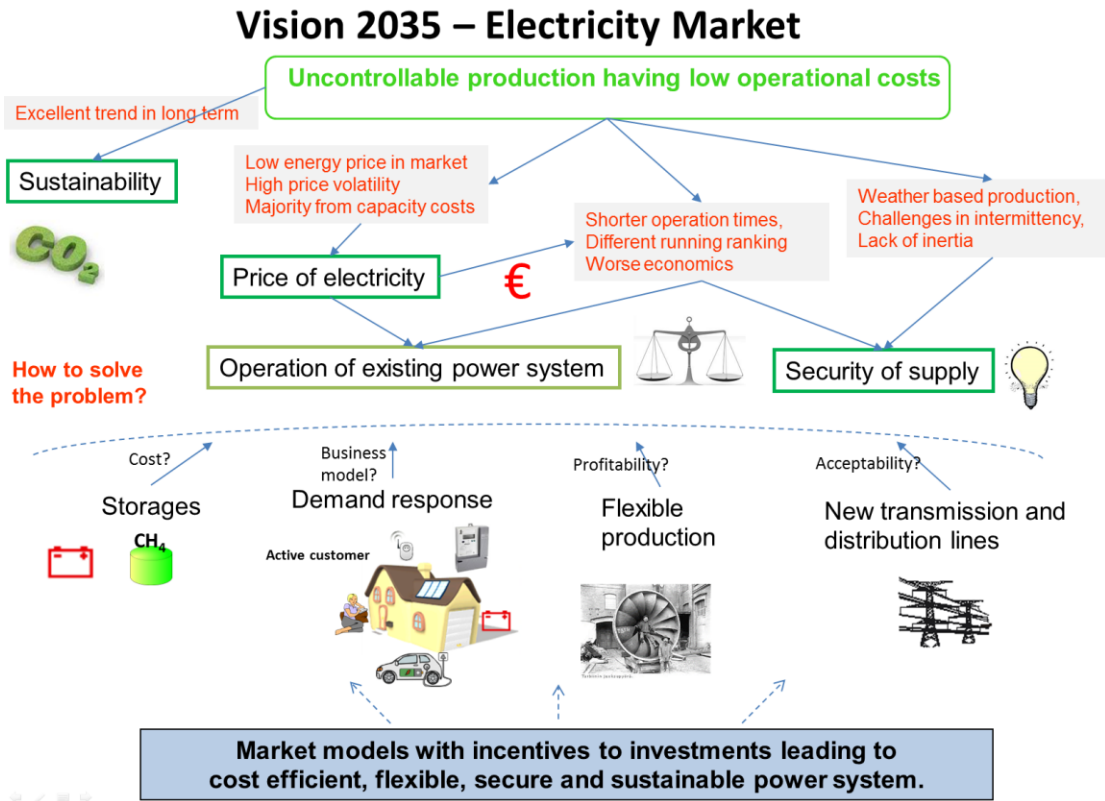 Vision 2035 – Electricity Market
Uncontrollable production having low operational costs
Excellent trend in long term
Sustainability
CO2
Low energy price in market
High price volatility
Majority from capacity costs
Shorter operation times,
Different running ranking
Worse economics
Weather based production,
Challenges in intermittency,
Lack of inertia
Price of electricity
€
Operation of existing power system
Security of supply
How to solve
the problem?
Cost?
Business
model?
Profitability?
Acceptability?
Storages
Demand response
Flexible
production
New transmission and
distribution lines
CH4
Active customer
Market models with incentives to investments leading to
cost efficient, flexible, secure and sustainable power system.